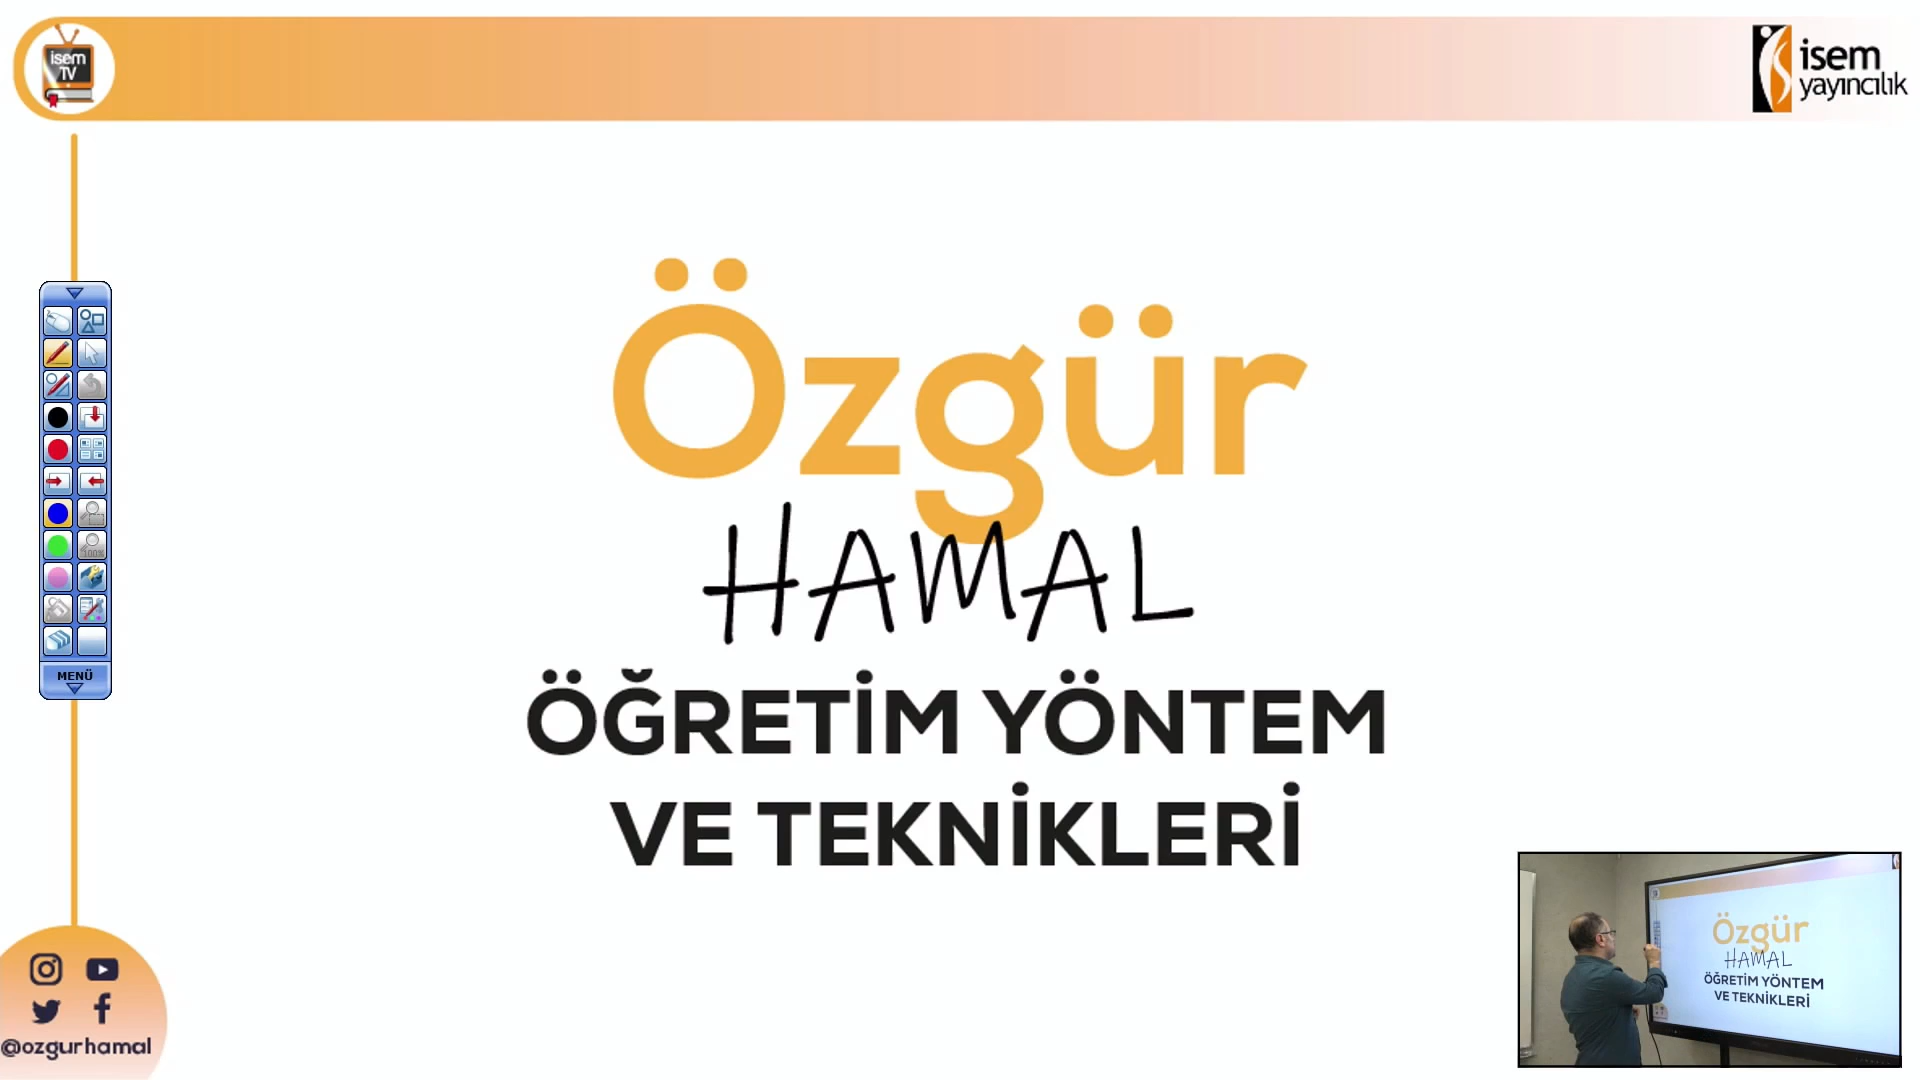 isem
TV
isem
yayıncılık
Özgür
HAMAL
ÖĞRETİM YÖNTEM
VE TEKNİKLERİ
100%
MENÜ
@ozgurhamal
Özgür
HAMAL
ÖĞRETİM YÖNTEM
VE TEKNİKLERİ